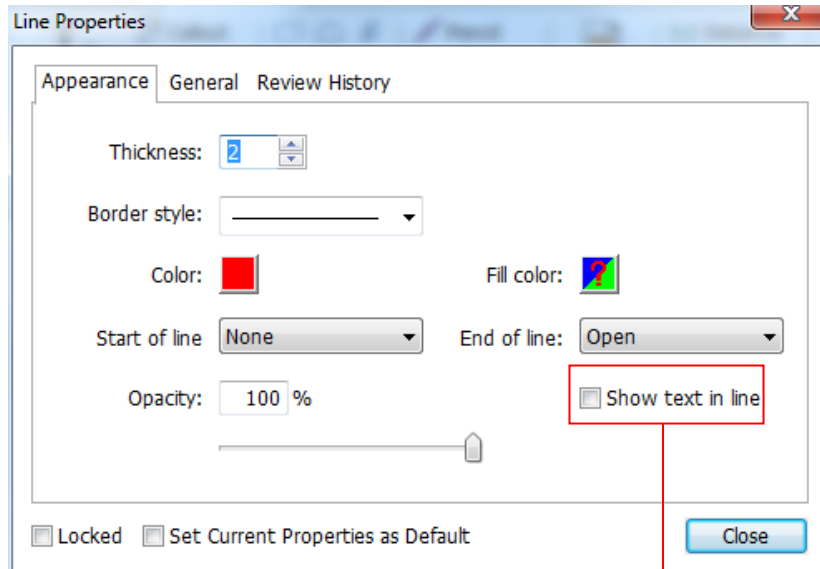 Line Properties
x
Appearance General Review History
Thickness: 2
Border style:
Color: Fill color: ?
Start of line None End of line: Open
Opacity: 100 % Show text in line
Locked Set Current Properties as Default Close